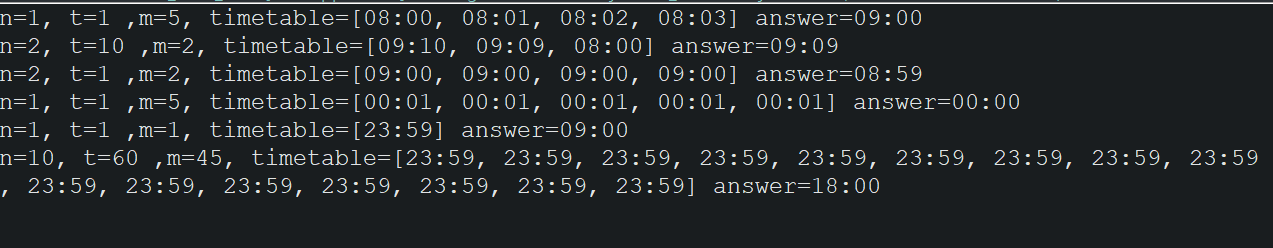 n=1, t=1 ,m=5, timetable=[08:00, 08:01, 08:02, 08:03] answer=09:00
n=2, t=10 ,m=2, timetable=[09:10, 09:09, 08:00] answer=09:09
n=2, t=1 ,m=2, timetable=[09:00, 09:00, 09:00, 09:00] answer=08:59
n=1, t=1 ,m=5, timetable=[00:01, 00:01, 00:01, 00:01, 00:01] answer=00:00
n=1, t=1 ,m=1, timetable=[23:59] answer=09:00
n=10, t=60 ,m=45, timetable=[23:59, 23:59, 23:59, 23:59, 23:59, 23:59, 23:59, 23:59, 23:59
, 23:59, 23:59, 23:59, 23:59, 23:59, 23:59, 23:59] answer=18:00